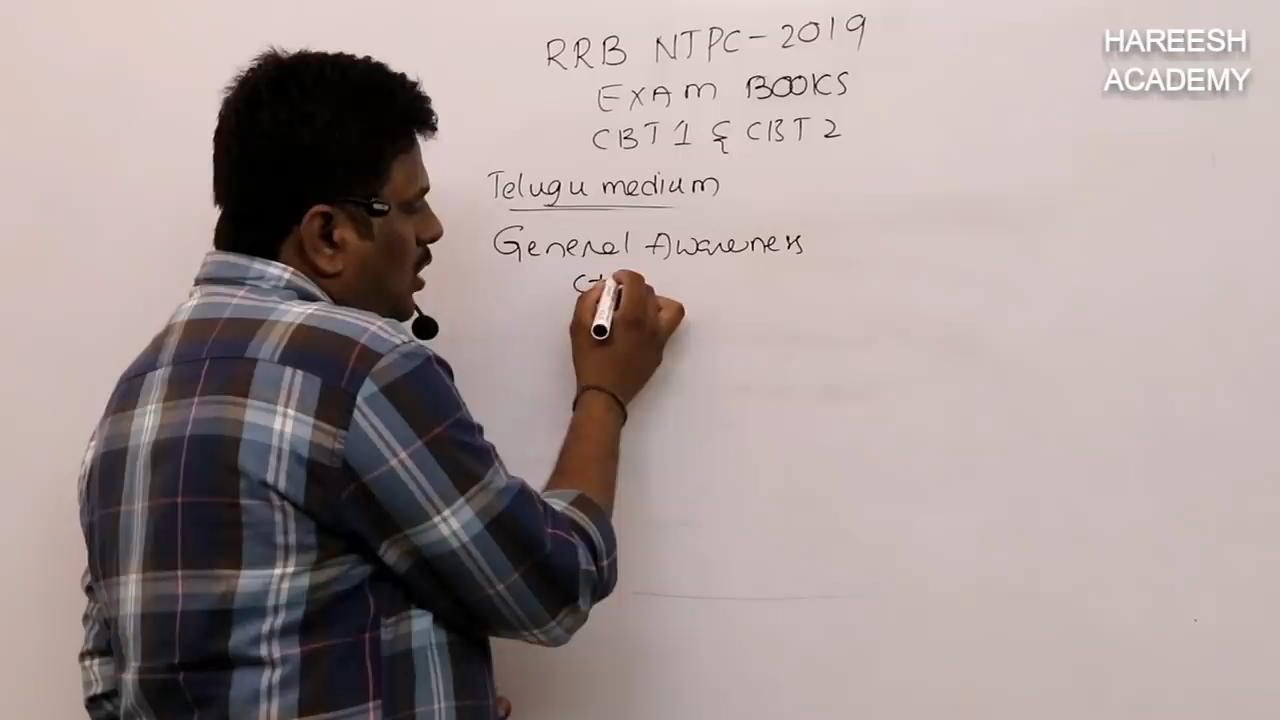 HAREESH
ACADEMY
RRB NTPC-2019
EXAM BOOKS
CBT 1 & CBT 2
Telugu medium
General Awareness